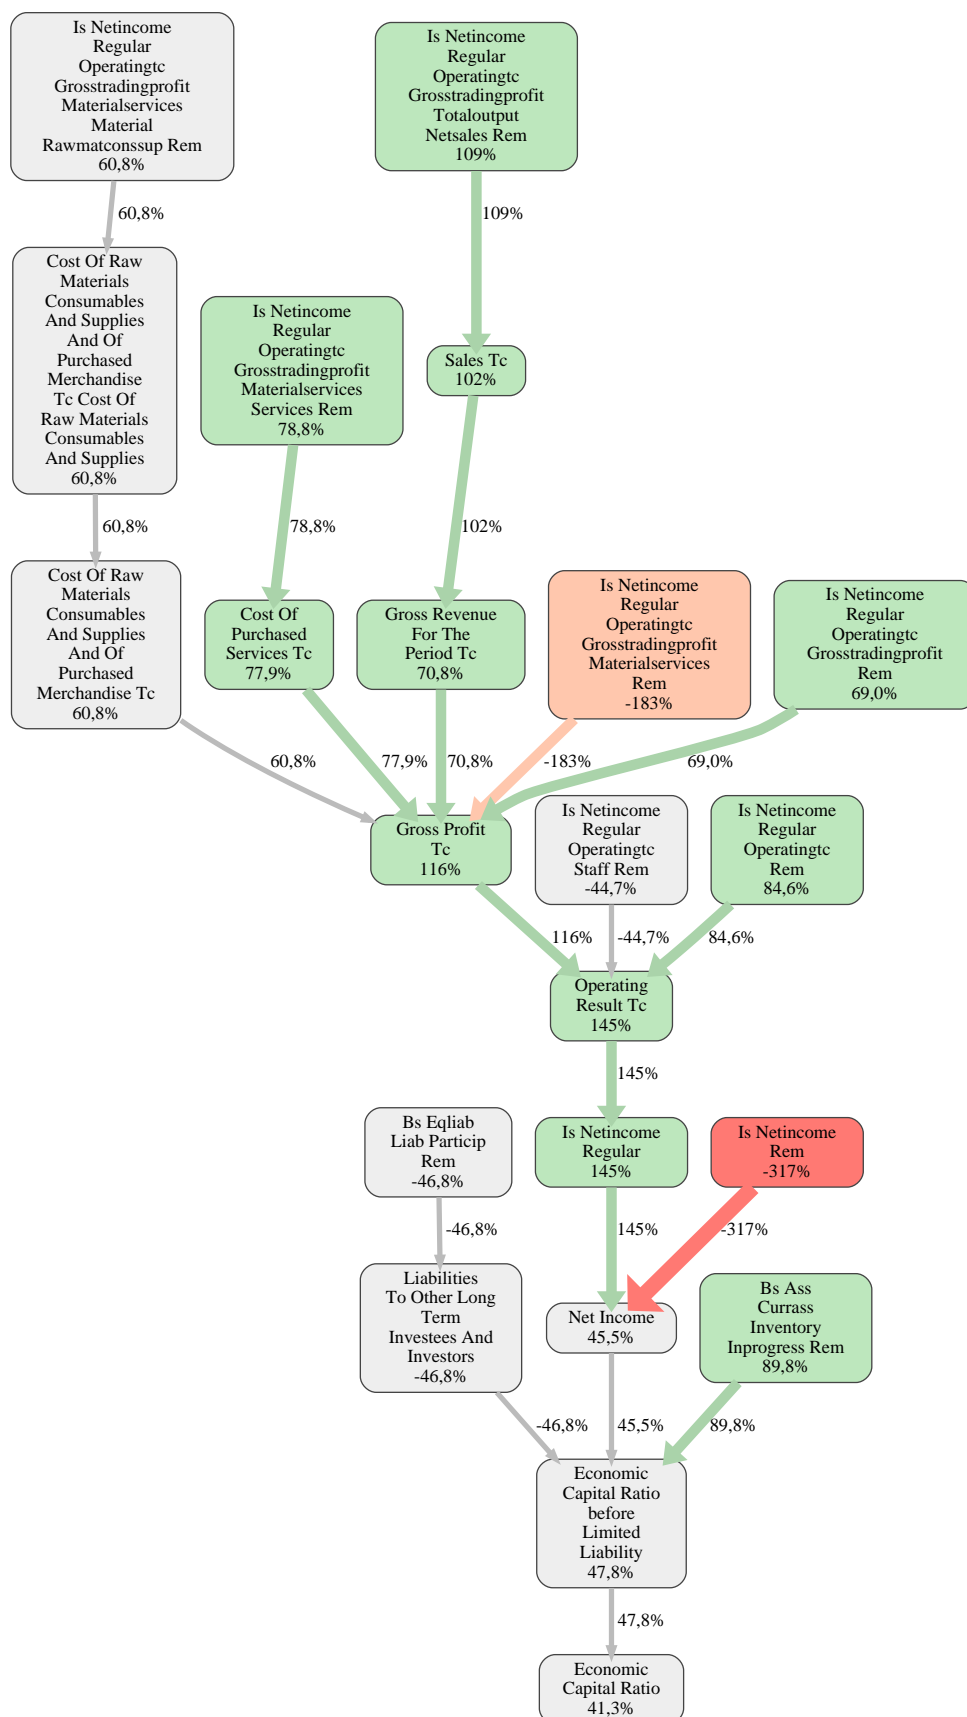 Is Netincome
Regular
Operatingtc
Grosstradingprofit
Materialservices
Material
Rawmatconssup Rem
60,8%
Is Netincome
Regular
Operatingtc
Grosstradingprofit
Totaloutput
Netsales Rem
109%
60,8%
109%
Cost Of Raw
Materials
Consumables
And Supplies
And Of
Purchased
Merchandise
Tc Cost Of
Raw Materials
Consumables
And Supplies
60,8%
Is Netincome
Regular
Operatingtc
Grosstradingprofit
Materialservices
Services Rem
78,8%
Sales Tc
102%
60,8%
78,8%
102%
Cost Of Raw
Materials
Consumables
And Supplies
And Of
Purchased
Merchandise Tc
60,8%
Cost Of
Purchased
Services Tc
77,9%
Gross Revenue
For The
Period Tc
70,8%
Is Netincome
Regular
Operatingtc
Grosstradingprofit
Materialservices
Rem
-183%
Is Netincome
Regular
Operatingtc
Grosstradingprofit
Rem
69,0%
60,8%
77,9%
70,8%
-183%
69,0%
Gross Profit
Tc
116%
Is Netincome
Regular
Operatingtc
Staff Rem
-44,7%
Is Netincome
Regular
Operatingtc
Rem
84,6%
116%
-44,7%
84,6%
Operating
Result Tc
145%
145%
Bs Eqliab
Liab Particip
Rem
-46,8%
Is Netincome
Regular
145%
Is Netincome
Rem
-317%
-46,8%
145%
-317%
Liabilities
To Other Long
Term
Investees And
Investors
-46,8%
Net Income
45,5%
Bs Ass
Currass
Inventory
Inprogress Rem
89,8%
-46,8%
45,5%
89,8%
Economic
Capital Ratio
before
Limited
Liability
47,8%
47,8%
Economic
Capital Ratio
41,3%